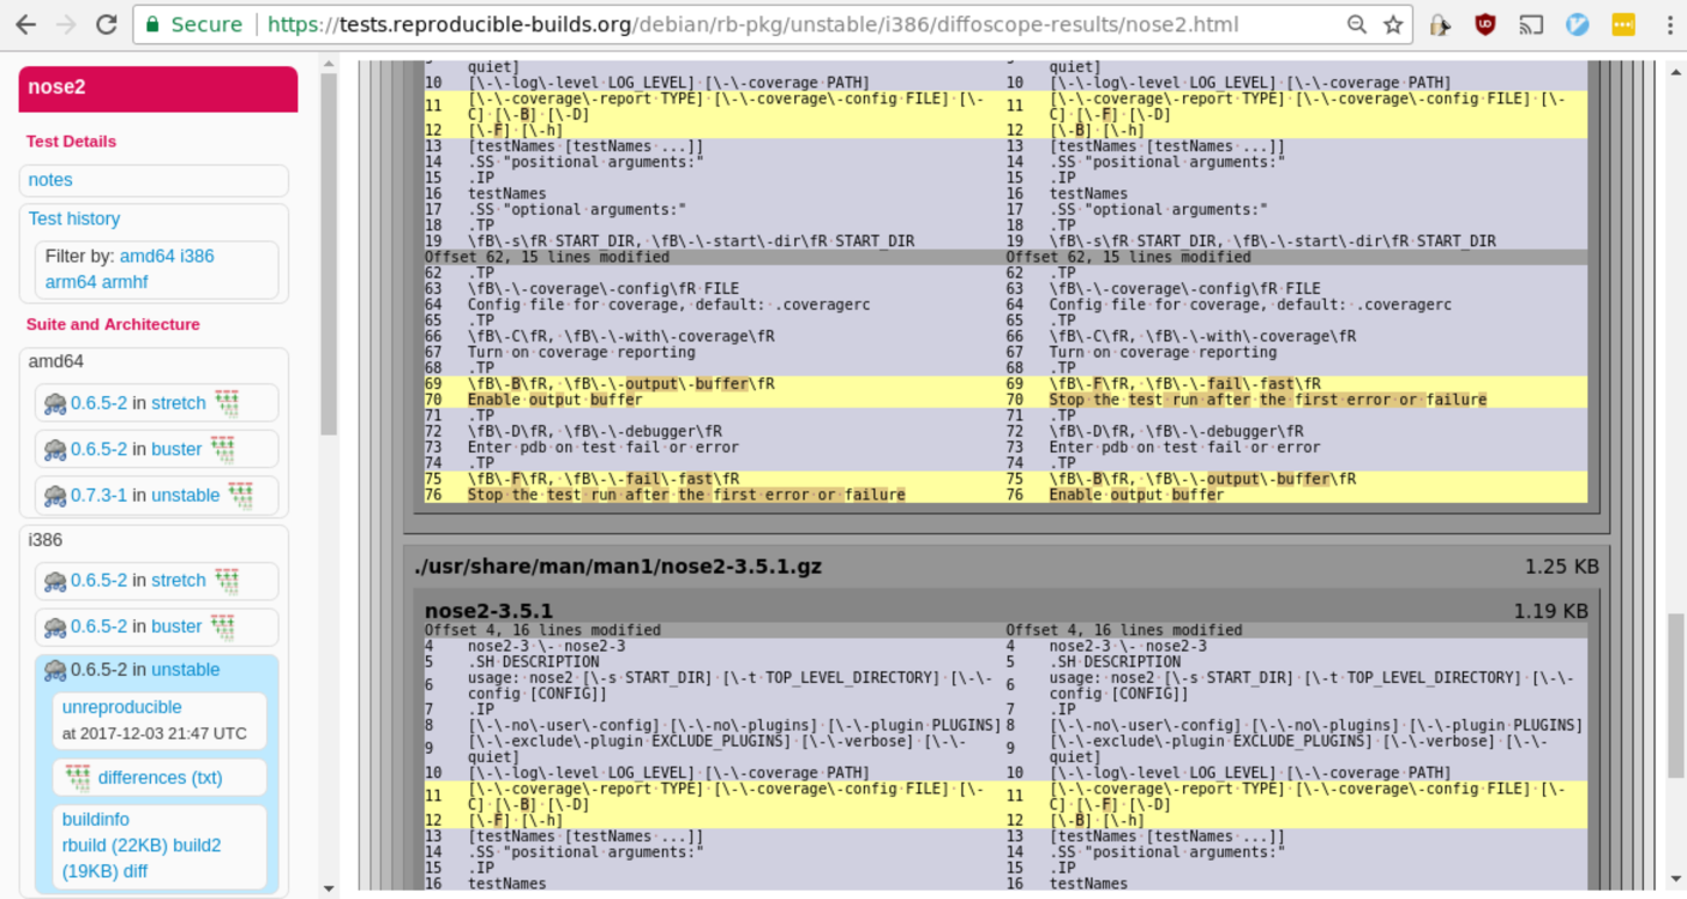 Secure | https://tests.reproducible-builds.org/debian/rb-pkg/unstable/i386/diffoscope-results/nose2.html
nose2
Test Details
notes
Test history
Filter by: amd64 i386
arm64 armhf
Suite and Architecture
amd64
0.6.5-2 in stretch
0.6.5-2 in buster
0.7.3-1 in unstable
i386
0.6.5-2 in stretch
0.6.5-2 in buster
0.6.5-2 in unstable
unreproducible
at 2017-12-03 21:47 UTC
differences (txt)
buildinfo
rbuild (22KB) build2
(19KB) diff
quiet] quiet]
10 [\-\-log\-level LOG_LEVEL] [\-\-coverage PATH] 10 [\-\-log\-level LOG_LEVEL] [\-\-coverage PATH]
11 [\-\-coverage\-report TYPE] [\-\-coverage\-config FILE] [\- 11 [\-\-coverage\-report TYPE] [\-\-coverage\-config FILE] [\-
C] [\-B] [\-D] C] [\-F] [\-D]
12 [\-F] [\-h] 12 [\-B] [\-h]
13 [testNames [testNames ...]] 13 [testNames [testNames ...]]
14 .SS "positional arguments:" 14 .SS "positional arguments:"
15 .IP 15 .IP
16 testNames 16 testNames
17 .SS "optional arguments:" 17 .SS "optional arguments:"
18 .TP 18 .TP
19 \fB\-s\fR START_DIR, \fB\-\-start\-dir\fR START_DIR 19 \fB\-s\fR START_DIR, \fB\-\-start\-dir\fR START_DIR
Offset 62, 15 lines modified Offset 62, 15 lines modified
62 .TP 62 .TP
63 \fB\-\-coverage\-config\fR FILE 63 \fB\-\-coverage\-config\fR FILE
64 Config file for coverage, default: .coveragerc 64 Config file for coverage, default: .coveragerc
65 .TP 65 .TP
66 \fB\-C\fR, \fB\-\-with\-coverage\fR 66 \fB\-C\fR, \fB\-\-with\-coverage\fR
67 Turn on coverage reporting 67 Turn on coverage reporting
68 .TP 68 .TP
69 \fB\-B\fR, \fB\-\-output\-buffer\fR 69 \fB\-F\fR, \fB\-\-fail\-fast\fR
70 Enable output buffer 70 Stop the test run after the first error or failure
71 .TP 71 .TP
72 \fB\-D\fR, \fB\-\-debugger\fR 72 \fB\-D\fR, \fB\-\-debugger\fR
73 Enter pdb on test fail or error 73 Enter pdb on test fail or error
74 .TP 74 .TP
75 \fB\-F\fR, \fB\-\-fail\-fast\fR 75 \fB\-B\fR, \fB\-\-output\-buffer\fR
76 Stop the test run after the first error or failure 76 Enable output buffer
./usr/share/man/man1/nose2-3.5.1.gz 1.25 KB
nose2-3.5.1 1.19 KB
Offset 4, 16 lines modified Offset 4, 16 lines modified
4 nose2-3 \- nose2-3 4 nose2-3 \- nose2-3
5 .SH DESCRIPTION 5 .SH DESCRIPTION
6 usage: nose2 [\-s START_DIR] [\-t TOP_LEVEL_DIRECTORY] [\-\- 6 usage: nose2 [\-s START_DIR] [\-t TOP_LEVEL_DIRECTORY] [\-\-
config [CONFIG]] config [CONFIG]]
7 .IP 7 .IP
8 [\-\-no\-user\-config] [\-\-no\-plugins] [\-\-plugin PLUGINS] 8 [\-\-no\-user\-config] [\-\-no\-plugins] [\-\-plugin PLUGINS]
9 [\-\-exclude\-plugin EXCLUDE_PLUGINS] [\-\-verbose] [\-\- 9 [\-\-exclude\-plugin EXCLUDE_PLUGINS] [\-\-verbose] [\-\-
quiet] quiet]
10 [\-\-log\-level LOG_LEVEL] [\-\-coverage PATH] 10 [\-\-log\-level LOG_LEVEL] [\-\-coverage PATH]
11 [\-\-coverage\-report TYPE] [\-\-coverage\-config FILE] [\- 11 [\-\-coverage\-report TYPE] [\-\-coverage\-config FILE] [\-
C] [\-B] [\-D] C] [\-F] [\-D]
12 [\-F] [\-h] 12 [\-B] [\-h]
13 [testNames [testNames ...]] 13 [testNames [testNames ...]]
14 .SS "positional arguments:" 14 .SS "positional arguments:"
15 .IP 15 .IP
16 testNames 16 testNames